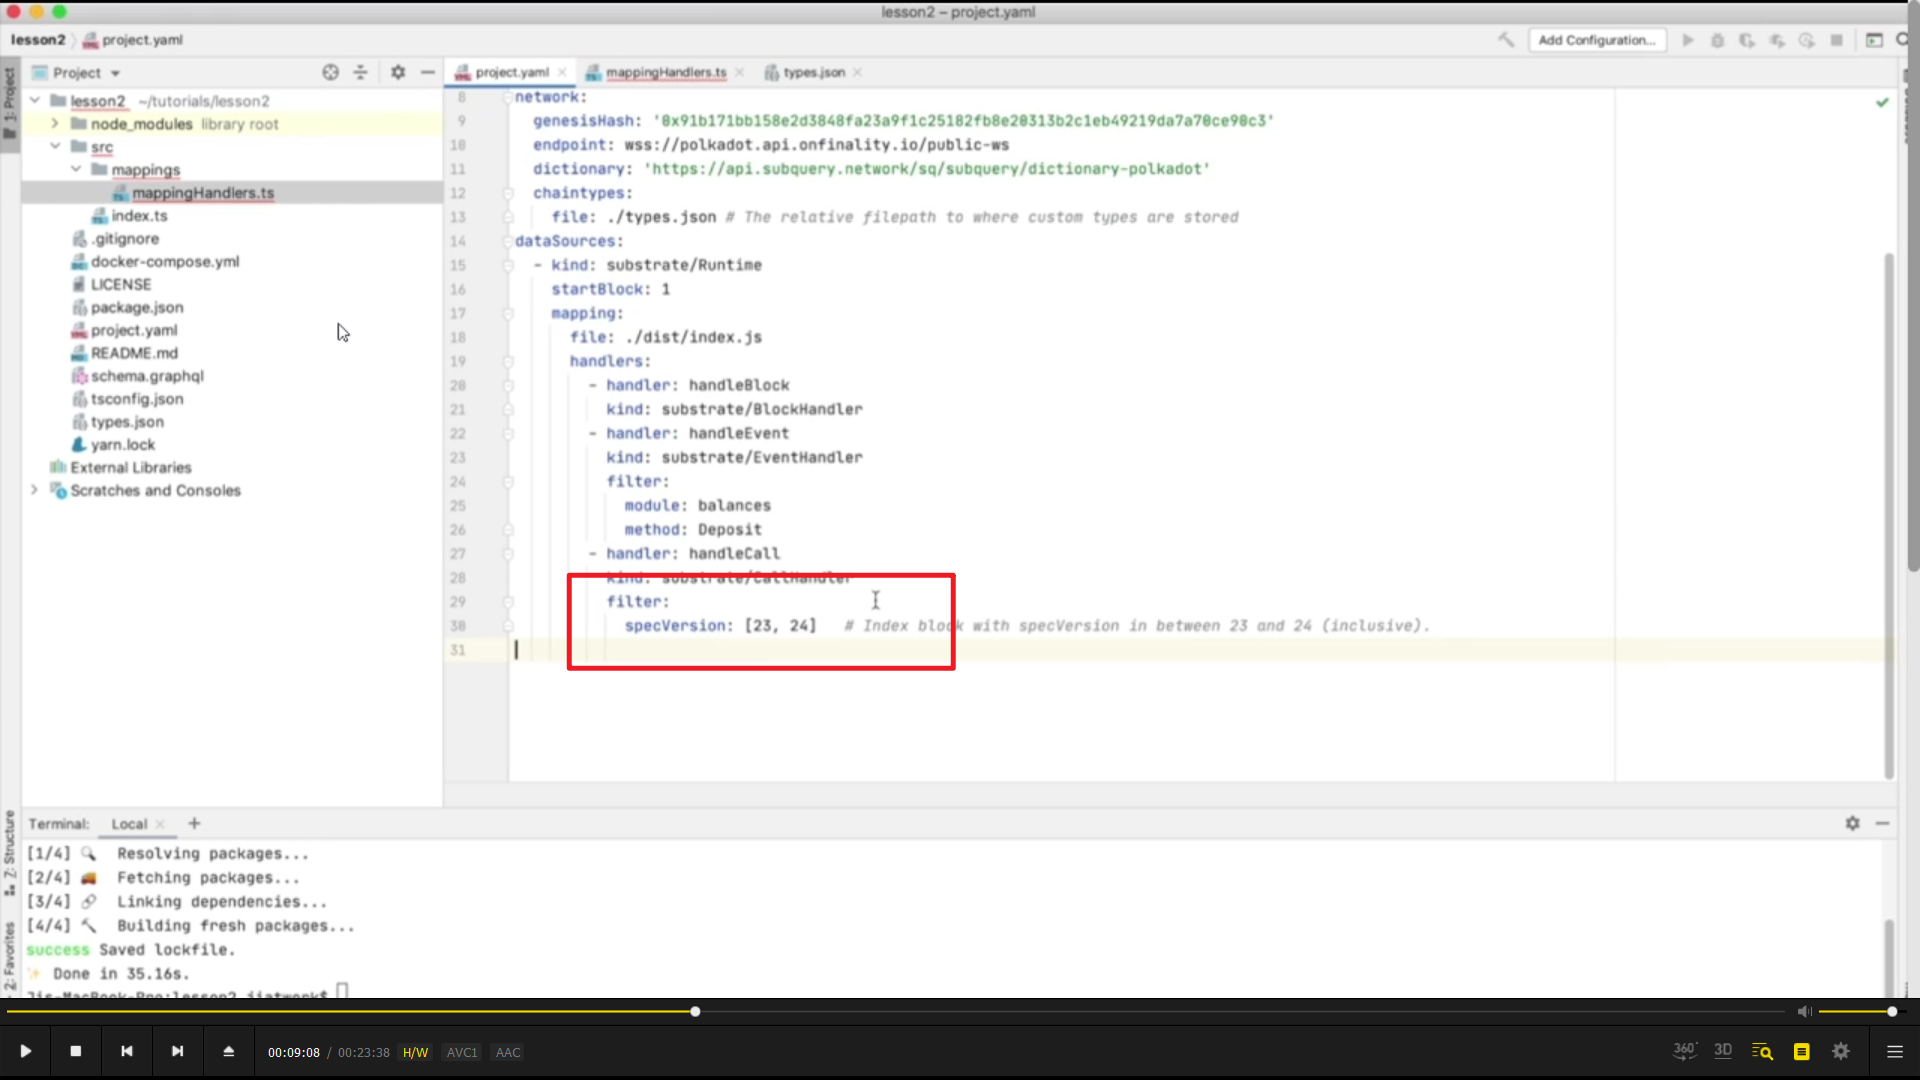 lesson2 – project.yaml
lesson2 project.yaml
Add Configuration...
1: Project
Project
project.yaml
mappingHandlers.ts
types.json
lesson2 ~/tutorials/lesson2
node_modules library root
src
mappings
mappingHandlers.ts
index.ts
.gitignore
docker-compose.yml
LICENSE
package.json
project.yaml
README.md
schema.graphql
tsconfig.json
types.json
yarn.lock
External Libraries
Scratches and Consoles
8 network:
9 genesisHash: '0x91b171bb158e2d3848fa23a9f1c25182fb8e20313b2c1eb49219da7a70ce90c3'
10 endpoint: wss://polkadot.api.onfinality.io/public-ws
11 dictionary: 'https://api.subquery.network/sq/subquery/dictionary-polkadot'
12 chaintypes:
13 file: ./types.json # The relative filepath to where custom types are stored
14 dataSources:
15 - kind: substrate/Runtime
16 startBlock: 1
17 mapping:
18 file: ./dist/index.js
19 handlers:
20 - handler: handleBlock
21 kind: substrate/BlockHandler
22 - handler: handleEvent
23 kind: substrate/EventHandler
24 filter:
25 module: balances
26 method: Deposit
27 - handler: handleCall
28 kind: substrate/CallHandler
29 filter:
30 specVersion: [23, 24] # Index block with specVersion in between 23 and 24 (inclusive).
31
Z: Structure
2: Favorites
Terminal: Local +
[1/4] Resolving packages...
[2/4] Fetching packages...
[3/4] Linking dependencies...
[4/4] Building fresh packages...
success Saved lockfile.
Done in 35.16s.
Jis-MacBook-Pro:lesson2 jiatwork$
00:09:08 / 00:23:38 H/W AVC1 AAC
360° 3D